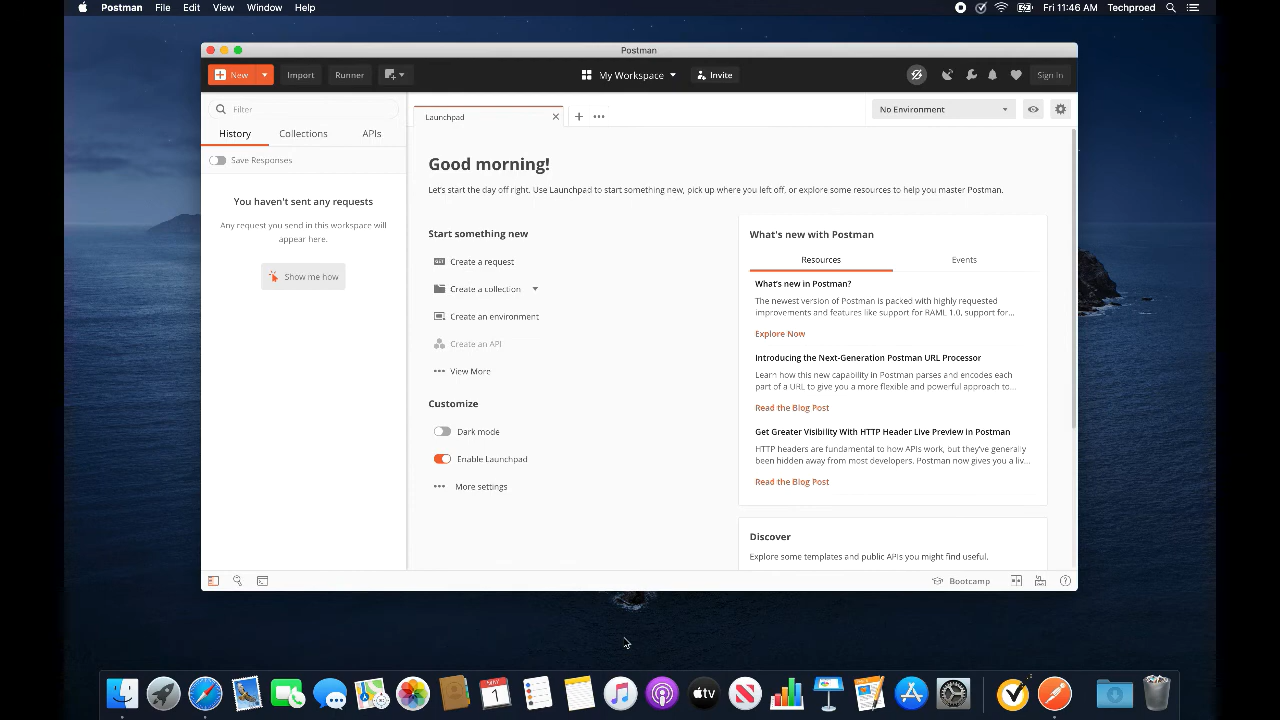 Postman File Edit View Window Help Fri 11:46 AM Techproed
Postman
New Import Runner My Workspace Invite Sign In
Filter
Launchpad
No Environment
History Collections APIs
Save Responses
You haven't sent any requests
Any request you send in this workspace will
appear here.
Show me how
Good morning!
Let's start the day off right. Use Launchpad to start something new, pick up where you left off, or explore some resources to help you master Postman.
Start something new
GET Create a request
Create a collection
Create an environment
Create an API
View More
Customize
Dark mode
Enable Launchpad
More settings
What's new with Postman
Resources Events
What's new in Postman?
The newest version of Postman is packed with highly requested
improvements and features like support for RAML 1.0, support for...
Explore Now
Introducing the Next-Generation Postman URL Processor
Learn how this new capability in Postman parses and encodes each
part of a URL to give you a more flexible and powerful approach to...
Read the Blog Post
Get Greater Visibility With HTTP Header Live Preview in Postman
HTTP headers are fundamental to how APIs work, but they've generally
been hidden away from most developers. Postman now gives you a liv...
Read the Blog Post
Discover
Explore some templates and public APIs you might find useful.
Bootcamp
1
tv